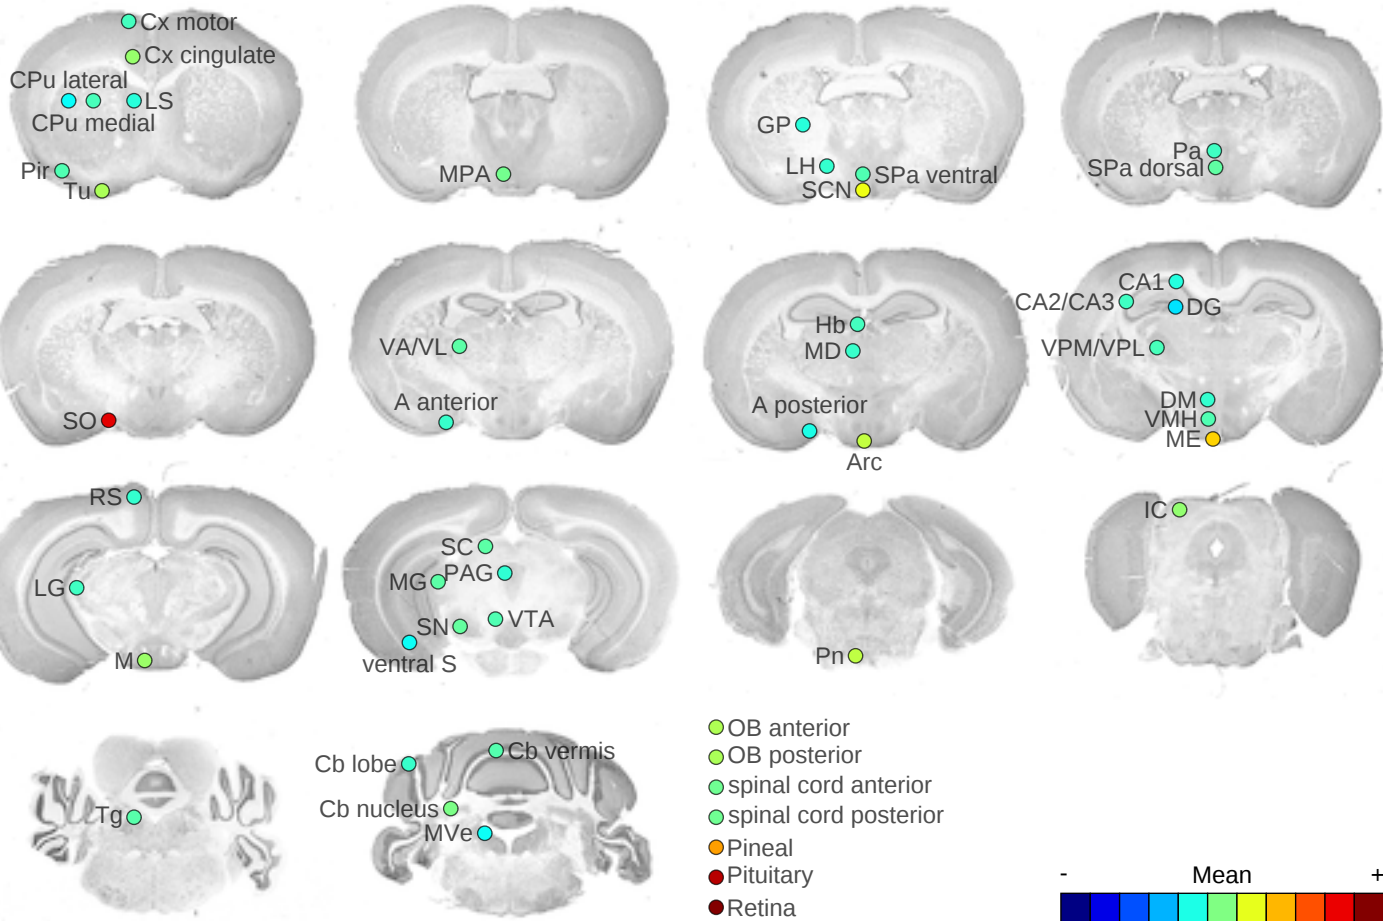 Cx motor
Cx cingulate
CPu lateral
LS
CPu medial
Pir
Tu
MPA
GP
LH
SPa ventral
SCN
Pa
SPa dorsal
SO
VA/VL
A anterior
Hb
MD
A posterior
Arc
CA1
CA2/CA3
DG
VPM/VPL
DM
VMH
ME
RS
LG
M
SC
MG
PAG
SN
VTA
ventral S
Pn
IC
Tg
Cb lobe
Cb vermis
Cb nucleus
MVe
OB anterior
OB posterior
spinal cord anterior
spinal cord posterior
Pineal
Pituitary
Retina
- Mean +